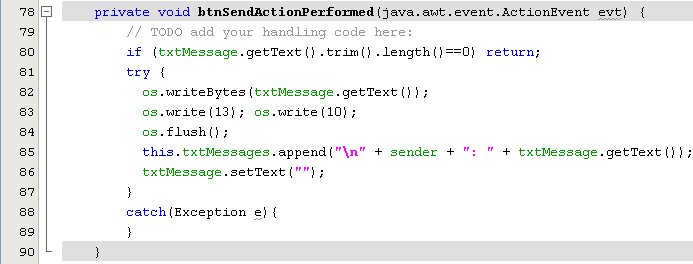 78 private void btnSendActionPerformed(java.awt.event.ActionEvent evt) {
79 // TODO add your handling code here:
80 if (txtMessage.getText().trim().length()==0) return;
81 try {
82 os.writeBytes(txtMessage.getText());
83 os.write(13); os.write(10);
84 os.flush();
85 this.txtMessages.append("\n" + sender + ": " + txtMessage.getText());
86 txtMessage.setText("");
87 }
88 catch(Exception e){
89 }
90 }